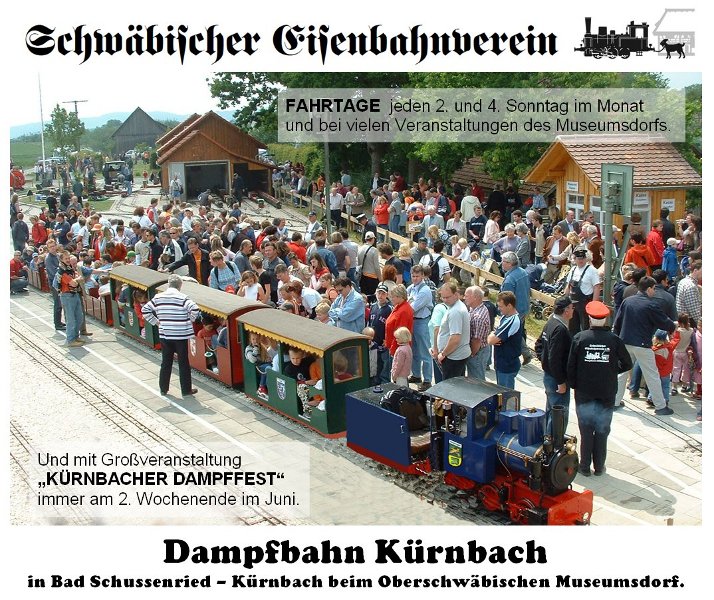 Schwäbischer Eisenbahnverein
FAHRTAGE jeden 2. und 4. Sonntag im Monat
und bei vielen Veranstaltungen des Museumsdorfs.
Und mit Großveranstaltung
„KÜRNBACHER DAMPFFEST“
immer am 2. Wochenende im Juni.
Dampfbahn Kürnbach
in Bad Schussenried – Kürnbach beim Oberschwäbischen Museumsdorf.